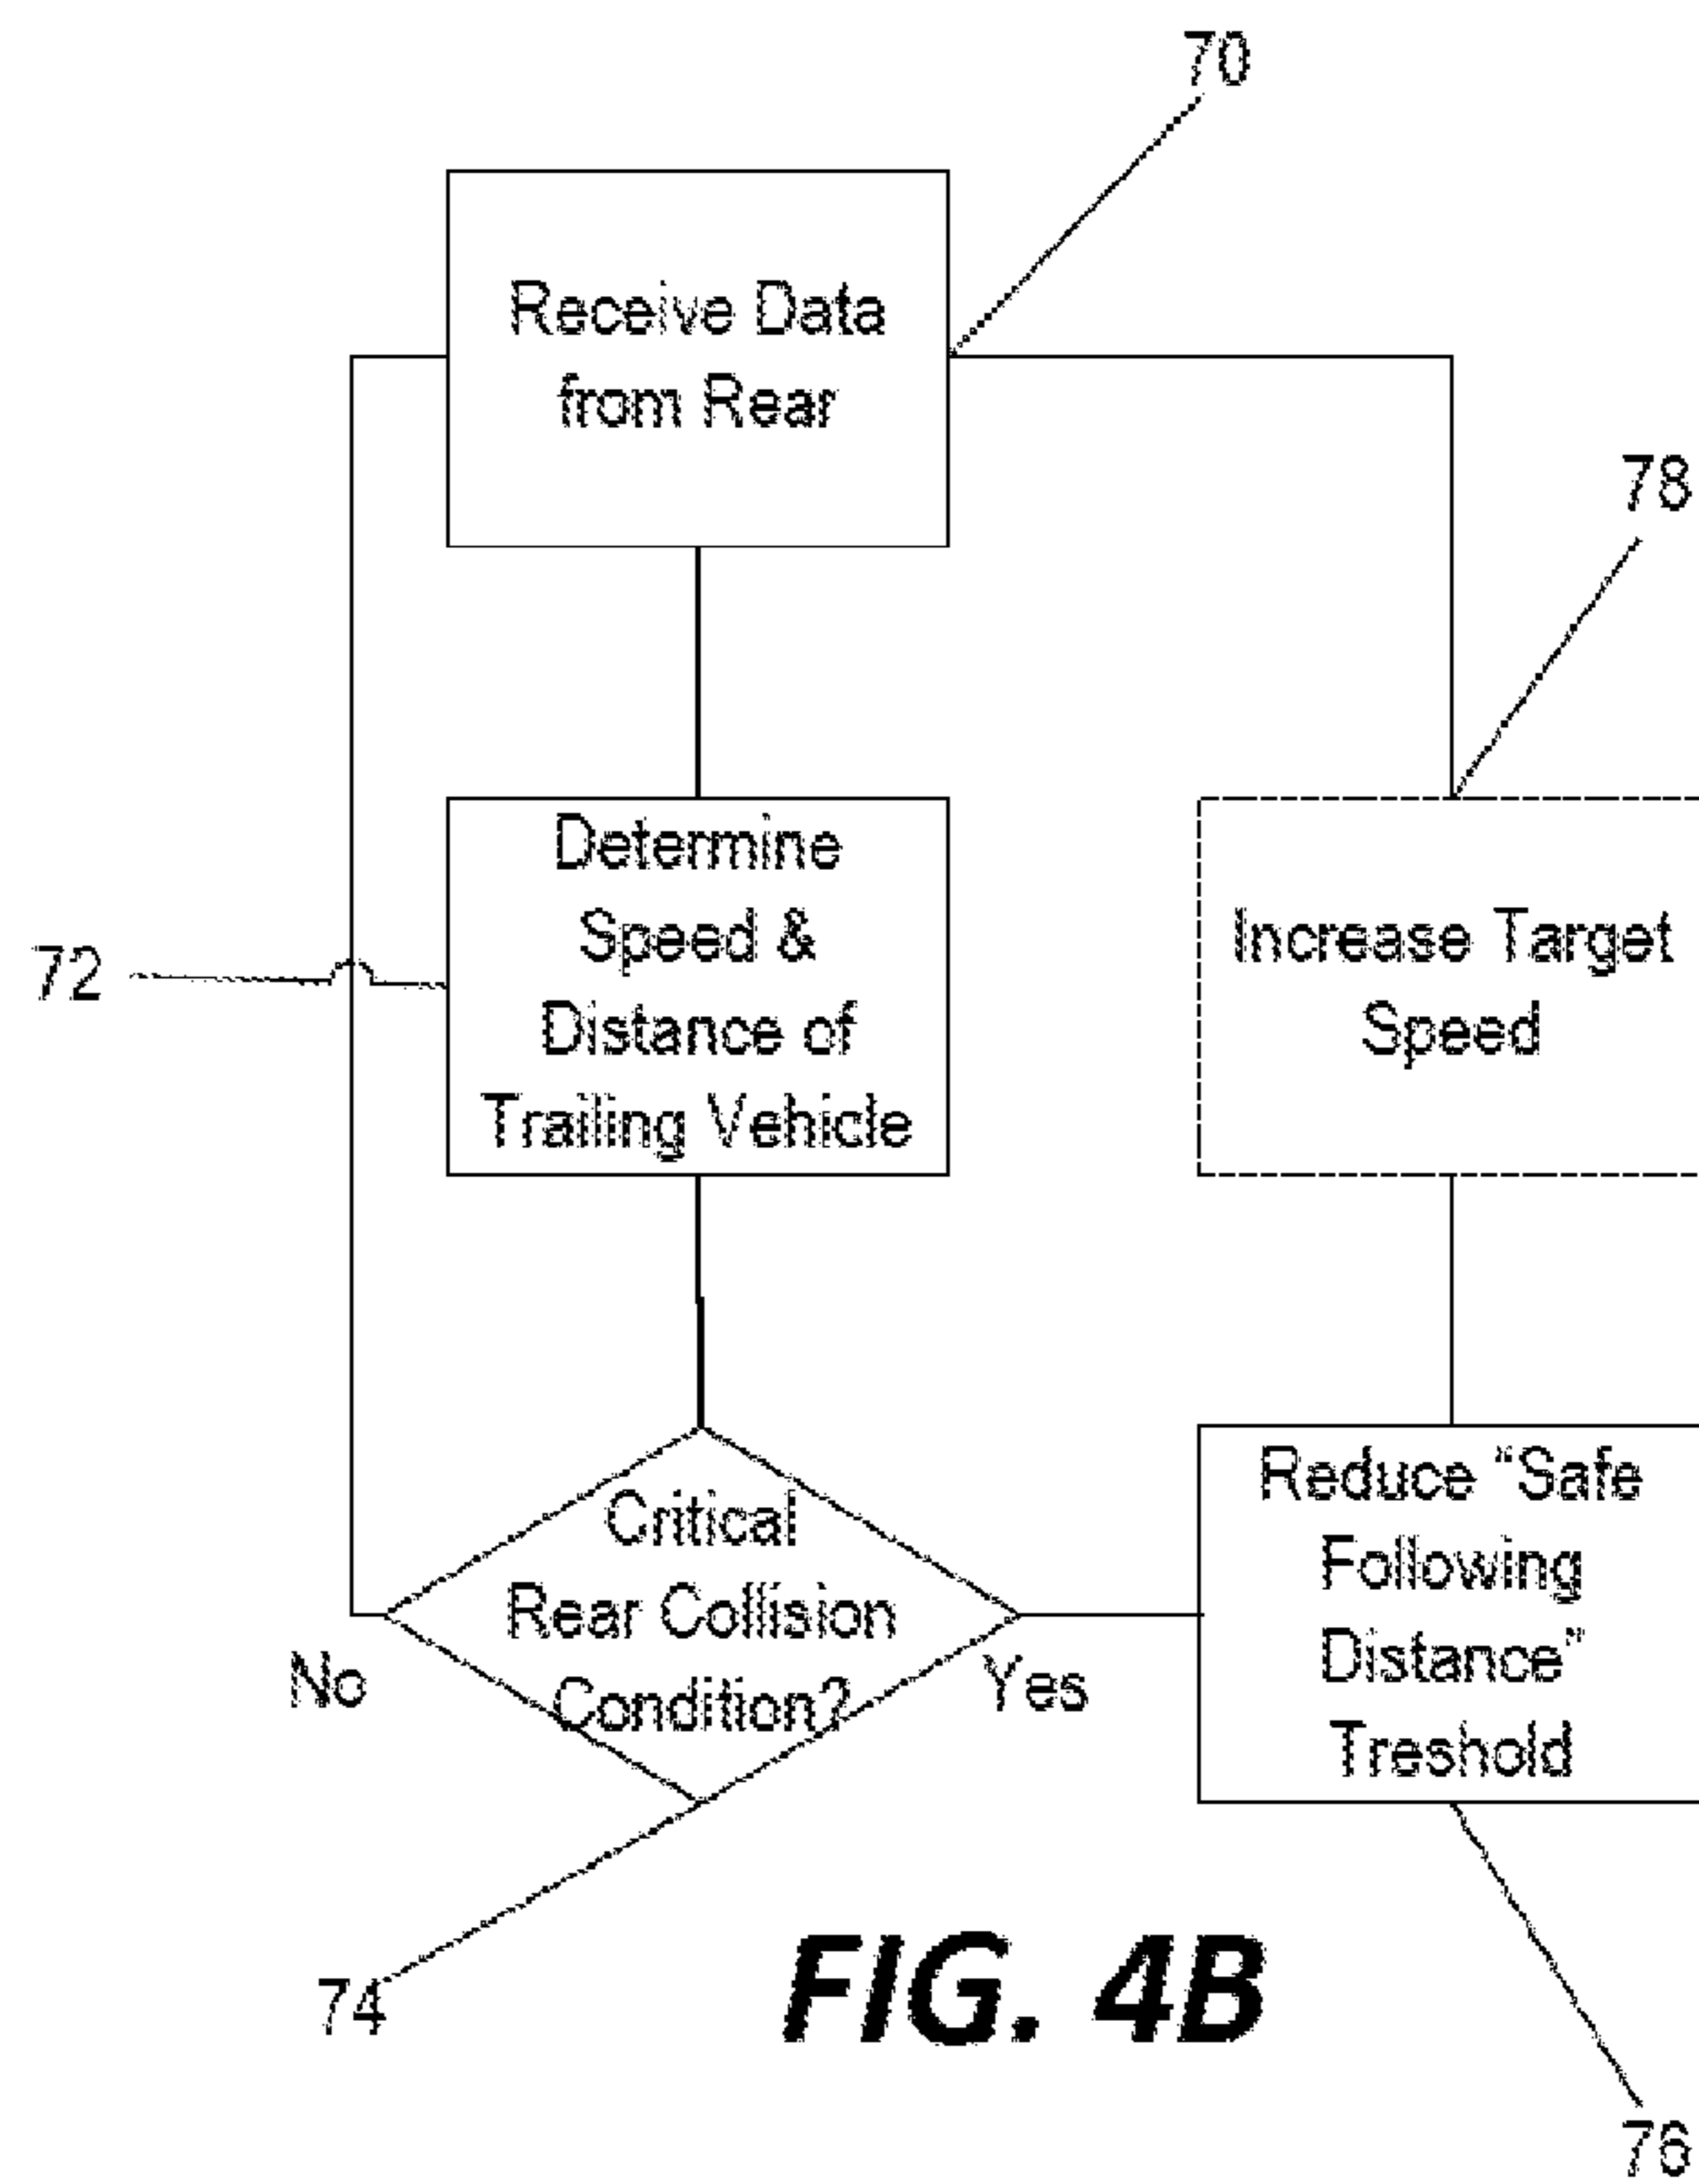 70
Receive Data
from Rear
78
Determine
Speed &
Distance of
Trailing Vehicle
Increase Target
Speed
72
Critical
Rear Collision
Condition?
No
Yes
Reduce “Safe
Following
Distance”
Treshold
74
FIG. 4B
76